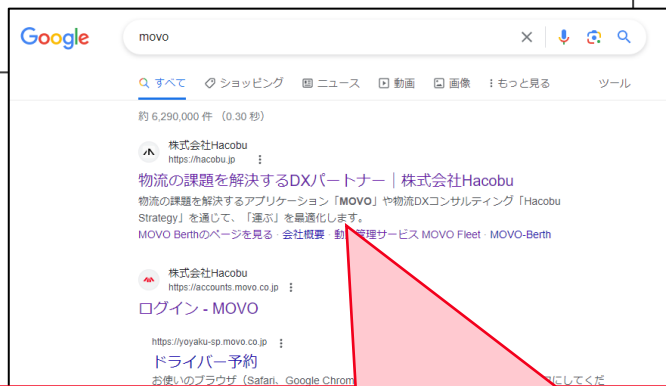 Google
movo
すべて ショッピング ニュース 動画 画像 もっと見る ツール
約 6,290,000 件 （0.30 秒）
株式会社Hacobu
https://hacobu.jp
物流の課題を解決するDXパートナー｜株式会社Hacobu
物流の課題を解決するアプリケーション「MOVO」や物流DXコンサルティング「Hacobu
Strategy」を通じて、「運ぶ」を最適化します。
MOVO Berthのページを見る · 会社概要 · 動 管理サービス MOVO Fleet · MOVO-Berth
株式会社Hacobu
https://accounts.movo.co.jp
ログイン - MOVO
https://yoyaku-sp.movo.co.jp
ドライバー予約
お使いのブラウザ（Safari、Google Chrom にしてくだ